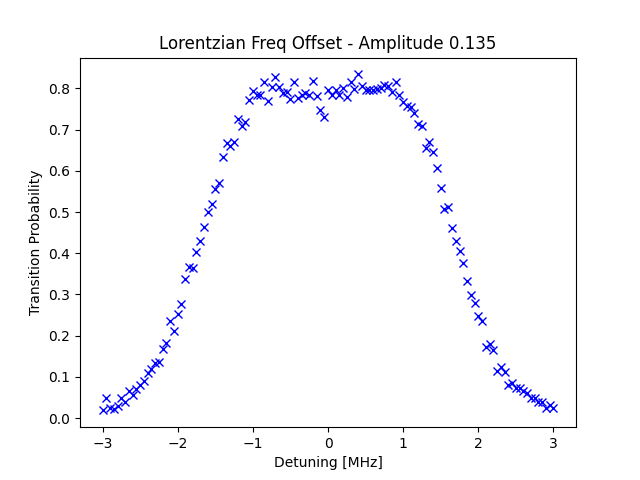 Lorentzian Freq Offset - Amplitude 0.135
Transition Probability
0.8
0.7
0.6
0.5
0.4
0.3
0.2
0.1
0.0
−3 −2 −1 0 1 2 3
Detuning [MHz]